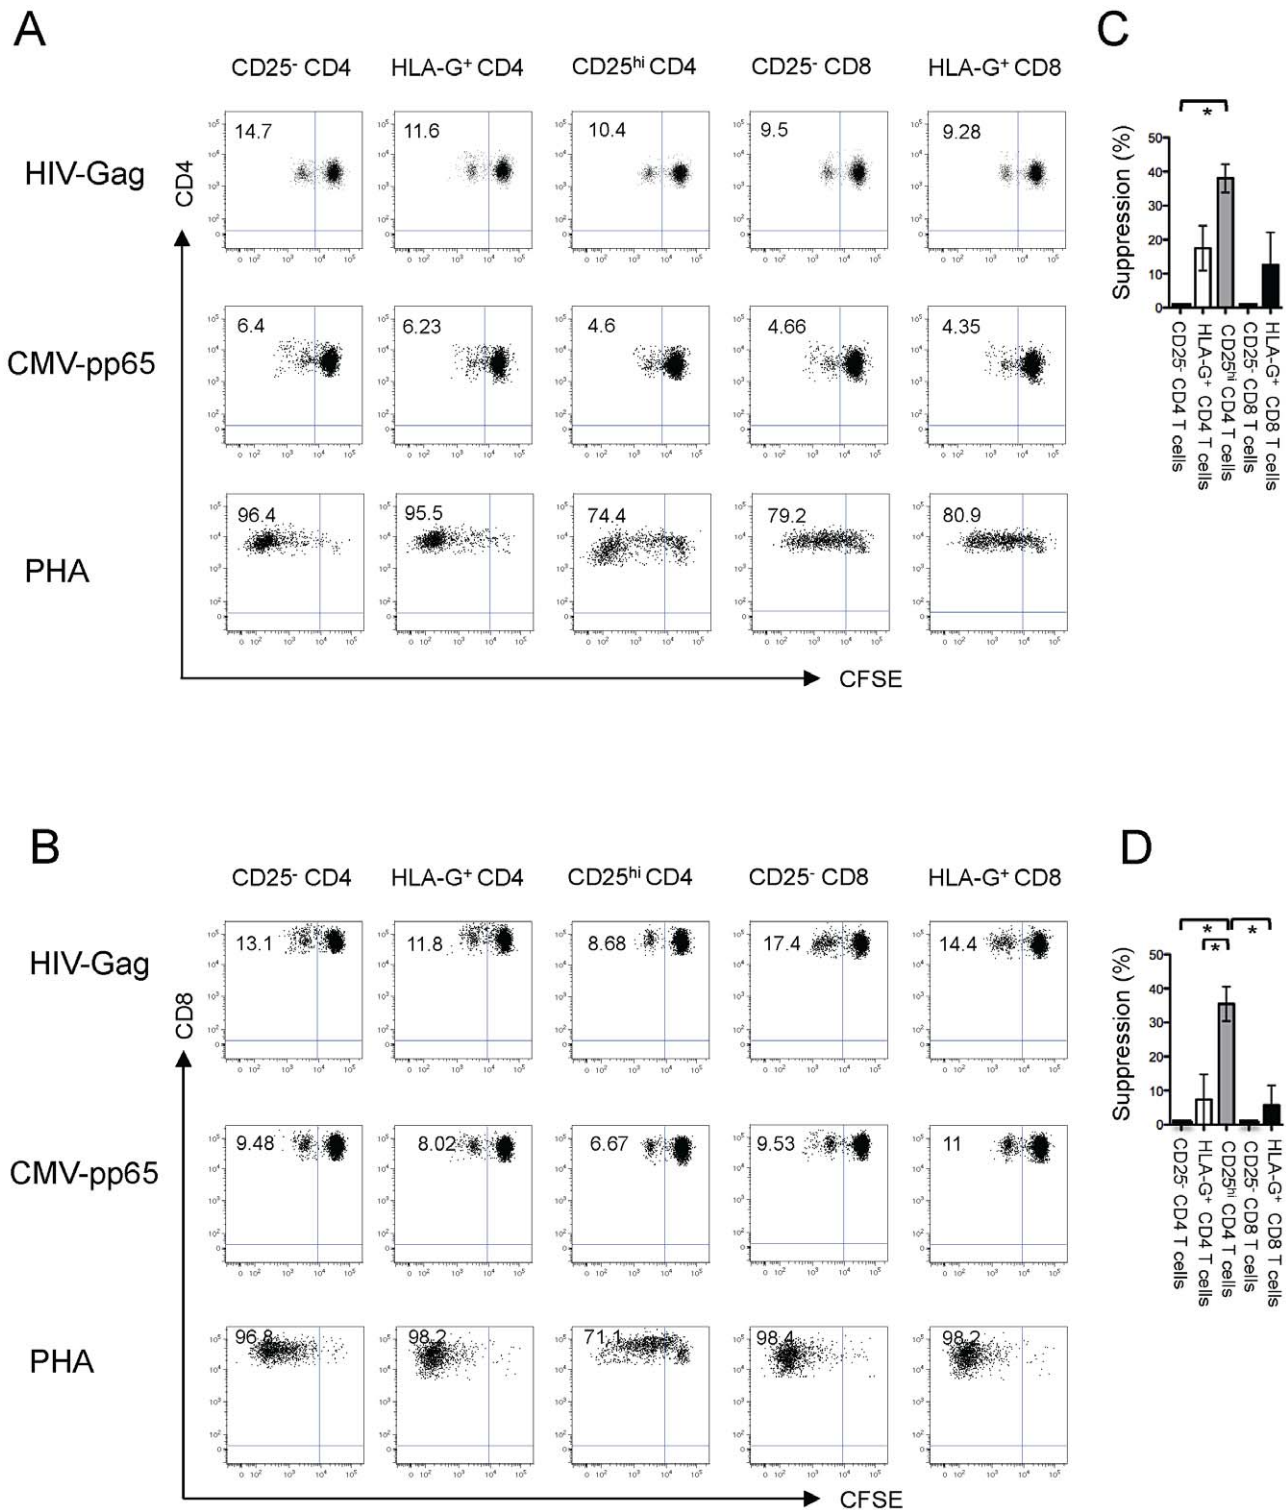 A
C
CD25⁻ CD4 HLA-G⁺ CD4 CD25ʰⁱ CD4 CD25⁻ CD8 HLA-G⁺ CD8
HIV-Gag
CD4
14.7 11.6 10.4 9.5 9.28
CMV-pp65
6.4 6.23 4.6 4.66 4.35
PHA
96.4 95.5 74.4 79.2 80.9
CFSE
*
Suppression (%)
50
40
30
20
10
0
CD25⁻ CD4 T cells
HLA-G⁺ CD4 T cells
CD25ʰⁱ CD4 T cells
CD25⁻ CD8 T cells
HLA-G⁺ CD8 T cells
B
D
CD25⁻ CD4 HLA-G⁺ CD4 CD25ʰⁱ CD4 CD25⁻ CD8 HLA-G⁺ CD8
HIV-Gag
CD8
13.1 11.8 8.68 17.4 14.4
CMV-pp65
9.48 8.02 6.67 9.53 11
PHA
96.8 98.2 71.1 98.4 98.2
CFSE
* *
*
Suppression (%)
50
40
30
20
10
0
CD25⁻ CD4 T cells
HLA-G⁺ CD4 T cells
CD25ʰⁱ CD4 T cells
CD25⁻ CD8 T cells
HLA-G⁺ CD8 T cells